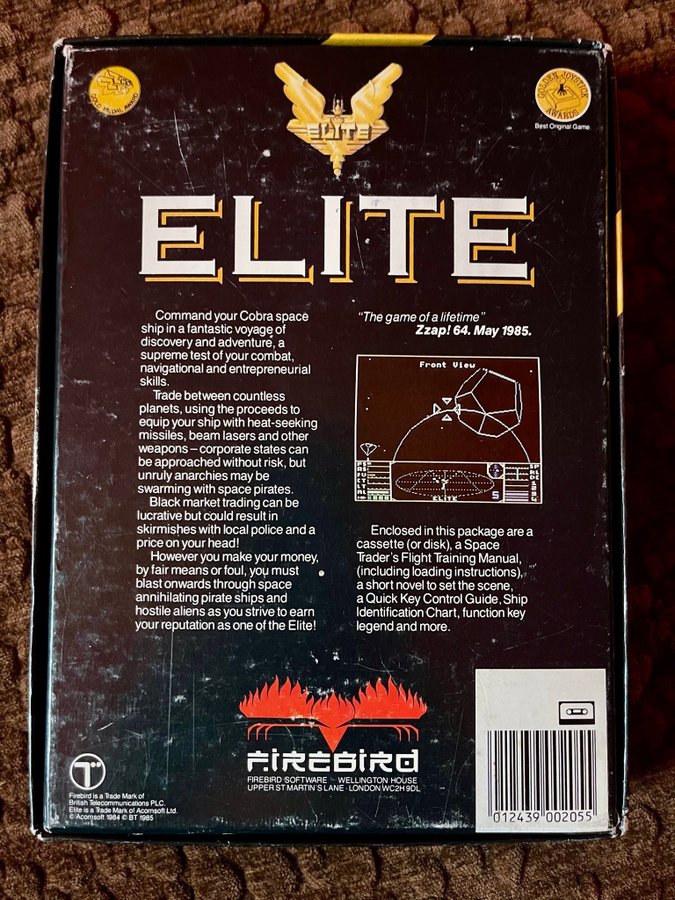 GOLD MEDAL AWARD
ELITE
GOLDEN JOYSTICK
AWARDS
Best Original Game
ELITE
Command your Cobra space
ship in a fantastic voyage of
discovery and adventure, a
supreme test of your combat,
navigational and entrepreneurial
skills.
Trade between countless
planets, using the proceeds to
equip your ship with heat-seeking
missiles, beam lasers and other
weapons – corporate states can
be approached without risk, but
unruly anarchies may be
swarming with space pirates.
Black market trading can be
lucrative but could result in
skirmishes with local police and a
price on your head!
However you make your money,
by fair means or foul, you must
blast onwards through space
annihilating pirate ships and
hostile aliens as you strive to earn
your reputation as one of the Elite!
"The game of a lifetime"
Zzap! 64. May 1985.
Front View
ELITE
S
Enclosed in this package are a
cassette (or disk), a Space
Trader's Flight Training Manual,
(including loading instructions),
a short novel to set the scene,
a Quick Key Control Guide, Ship
Identification Chart, function key
legend and more.
FIREBIRD
FIREBIRD SOFTWARE · WELLINGTON HOUSE
UPPER ST MARTIN'S LANE · LONDON WC2H 9DL
T
Firebird is a Trade Mark of
British Telecommunications PLC.
Elite is a Trade Mark of Acornsoft Ltd.
© Acornsoft 1984 © BT 1985
012439 002055